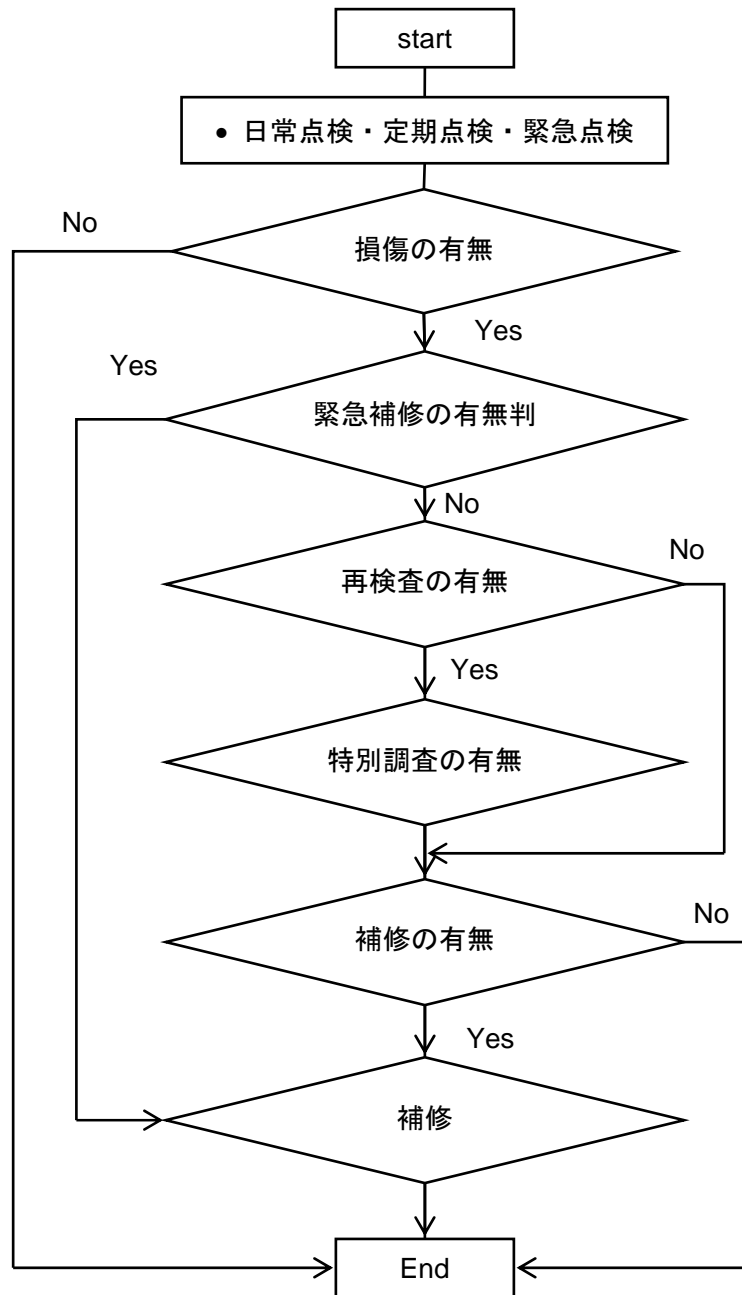 start
• 日常点検・定期点検・緊急点検
No
損傷の有無
Yes
Yes
緊急補修の有無判
No
再検査の有無
No
Yes
特別調査の有無
補修の有無
No
Yes
補修
End